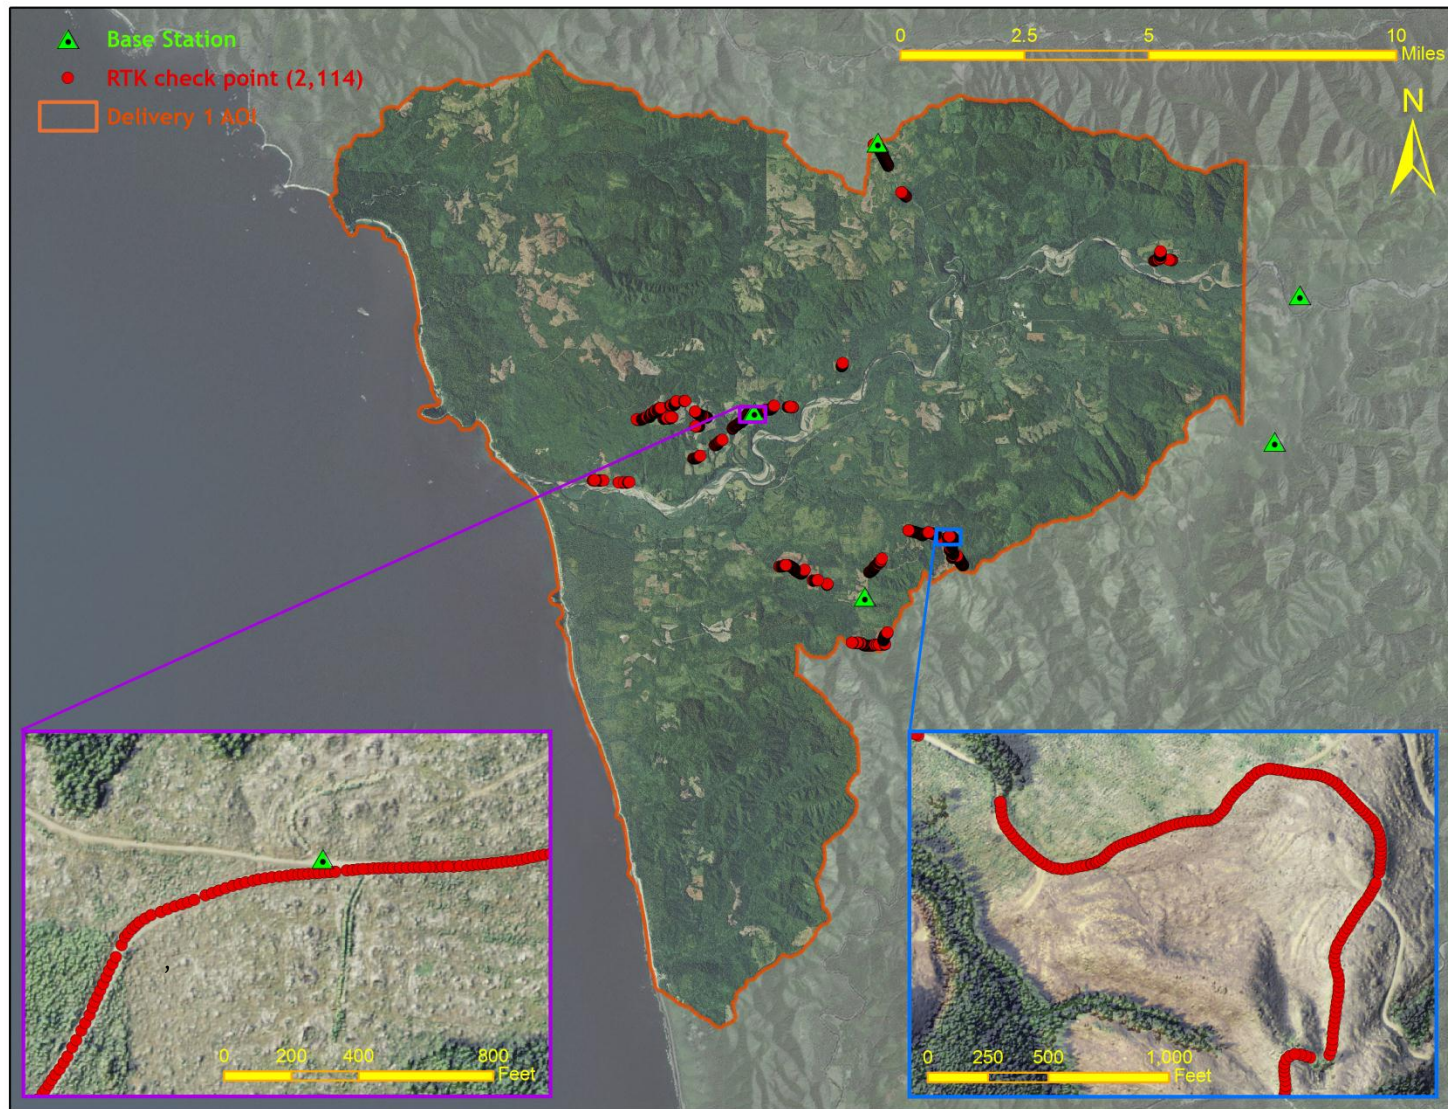 Base Station
RTK check point (2,114)
Delivery 1 AOI
0 2.5 5 10
Miles
N
0 200 400 800
Feet
0 250 500 1,000
Feet